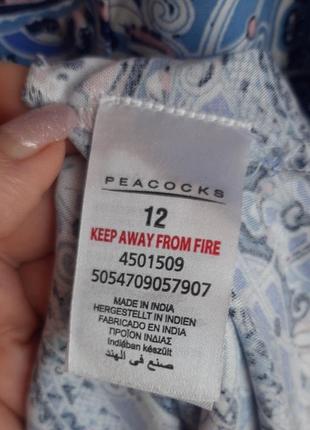 PEACOCKS
12
KEEP AWAY FROM FIRE
4501509
5054709057907
MADE IN INDIA
HERGESTELLT IN INDIEN
FABRICADO EN INDIA
ΠΡΟΪΟΝ ΙΝΔΙΑΣ
Indiában készült
صنع في الهند